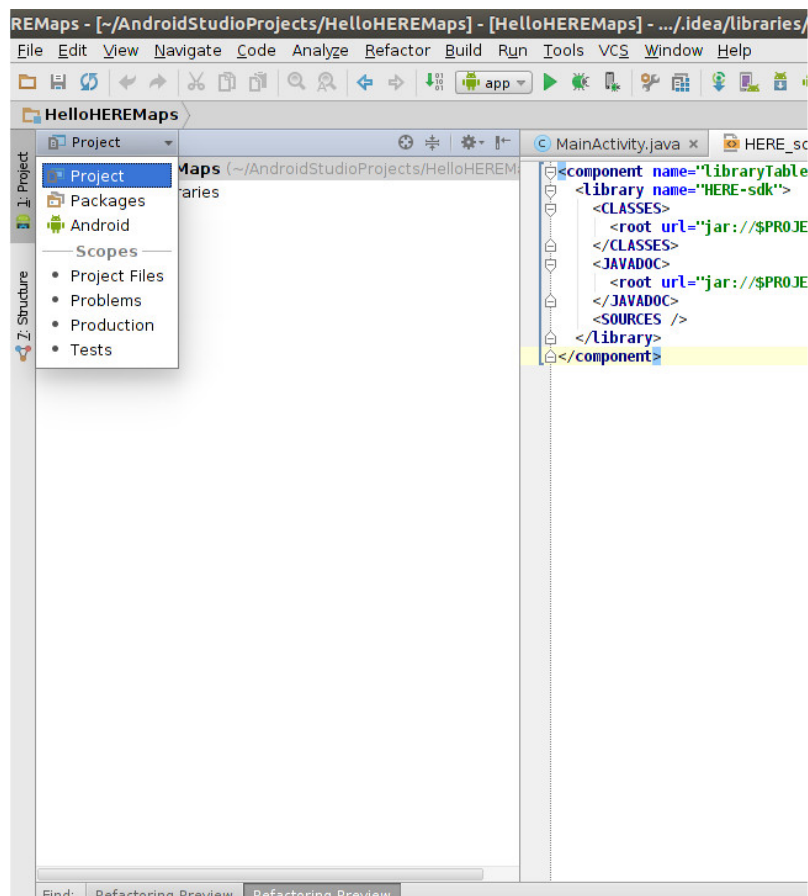 REMaps - [~/AndroidStudioProjects/HelloHEREMaps] - [HelloHEREMaps] - .../.idea/libraries/
File Edit View Navigate Code Analyze Refactor Build Run Tools VCS Window Help
app
HelloHEREMaps
Project
MainActivity.java
HERE_sd
1: Project
7: Structure
Maps (~/AndroidStudioProjects/HelloHEREM
raries
Project
Packages
Android
Scopes
Project Files
Problems
Production
Tests
<component name="libraryTable
<library name="HERE-sdk">
<CLASSES>
<root url="jar://$PROJE
</CLASSES>
<JAVADOC>
<root url="jar://$PROJE
</JAVADOC>
<SOURCES />
</library>
</component>
Find: Refactoring Preview Refactoring Preview